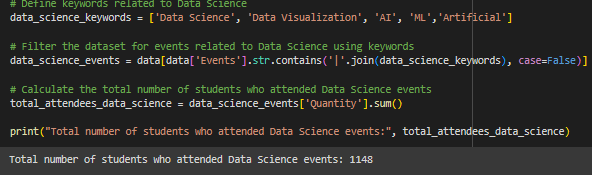 # Define keywords related to Data Science
data_science_keywords = ['Data Science', 'Data Visualization', 'AI', 'ML','Artificial']
# Filter the dataset for events related to Data Science using keywords
data_science_events = data[data['Events'].str.contains('|'.join(data_science_keywords), case=False)]
# Calculate the total number of students who attended Data Science events
total_attendees_data_science = data_science_events['Quantity'].sum()
print("Total number of students who attended Data Science events:", total_attendees_data_science)
Total number of students who attended Data Science events: 1148